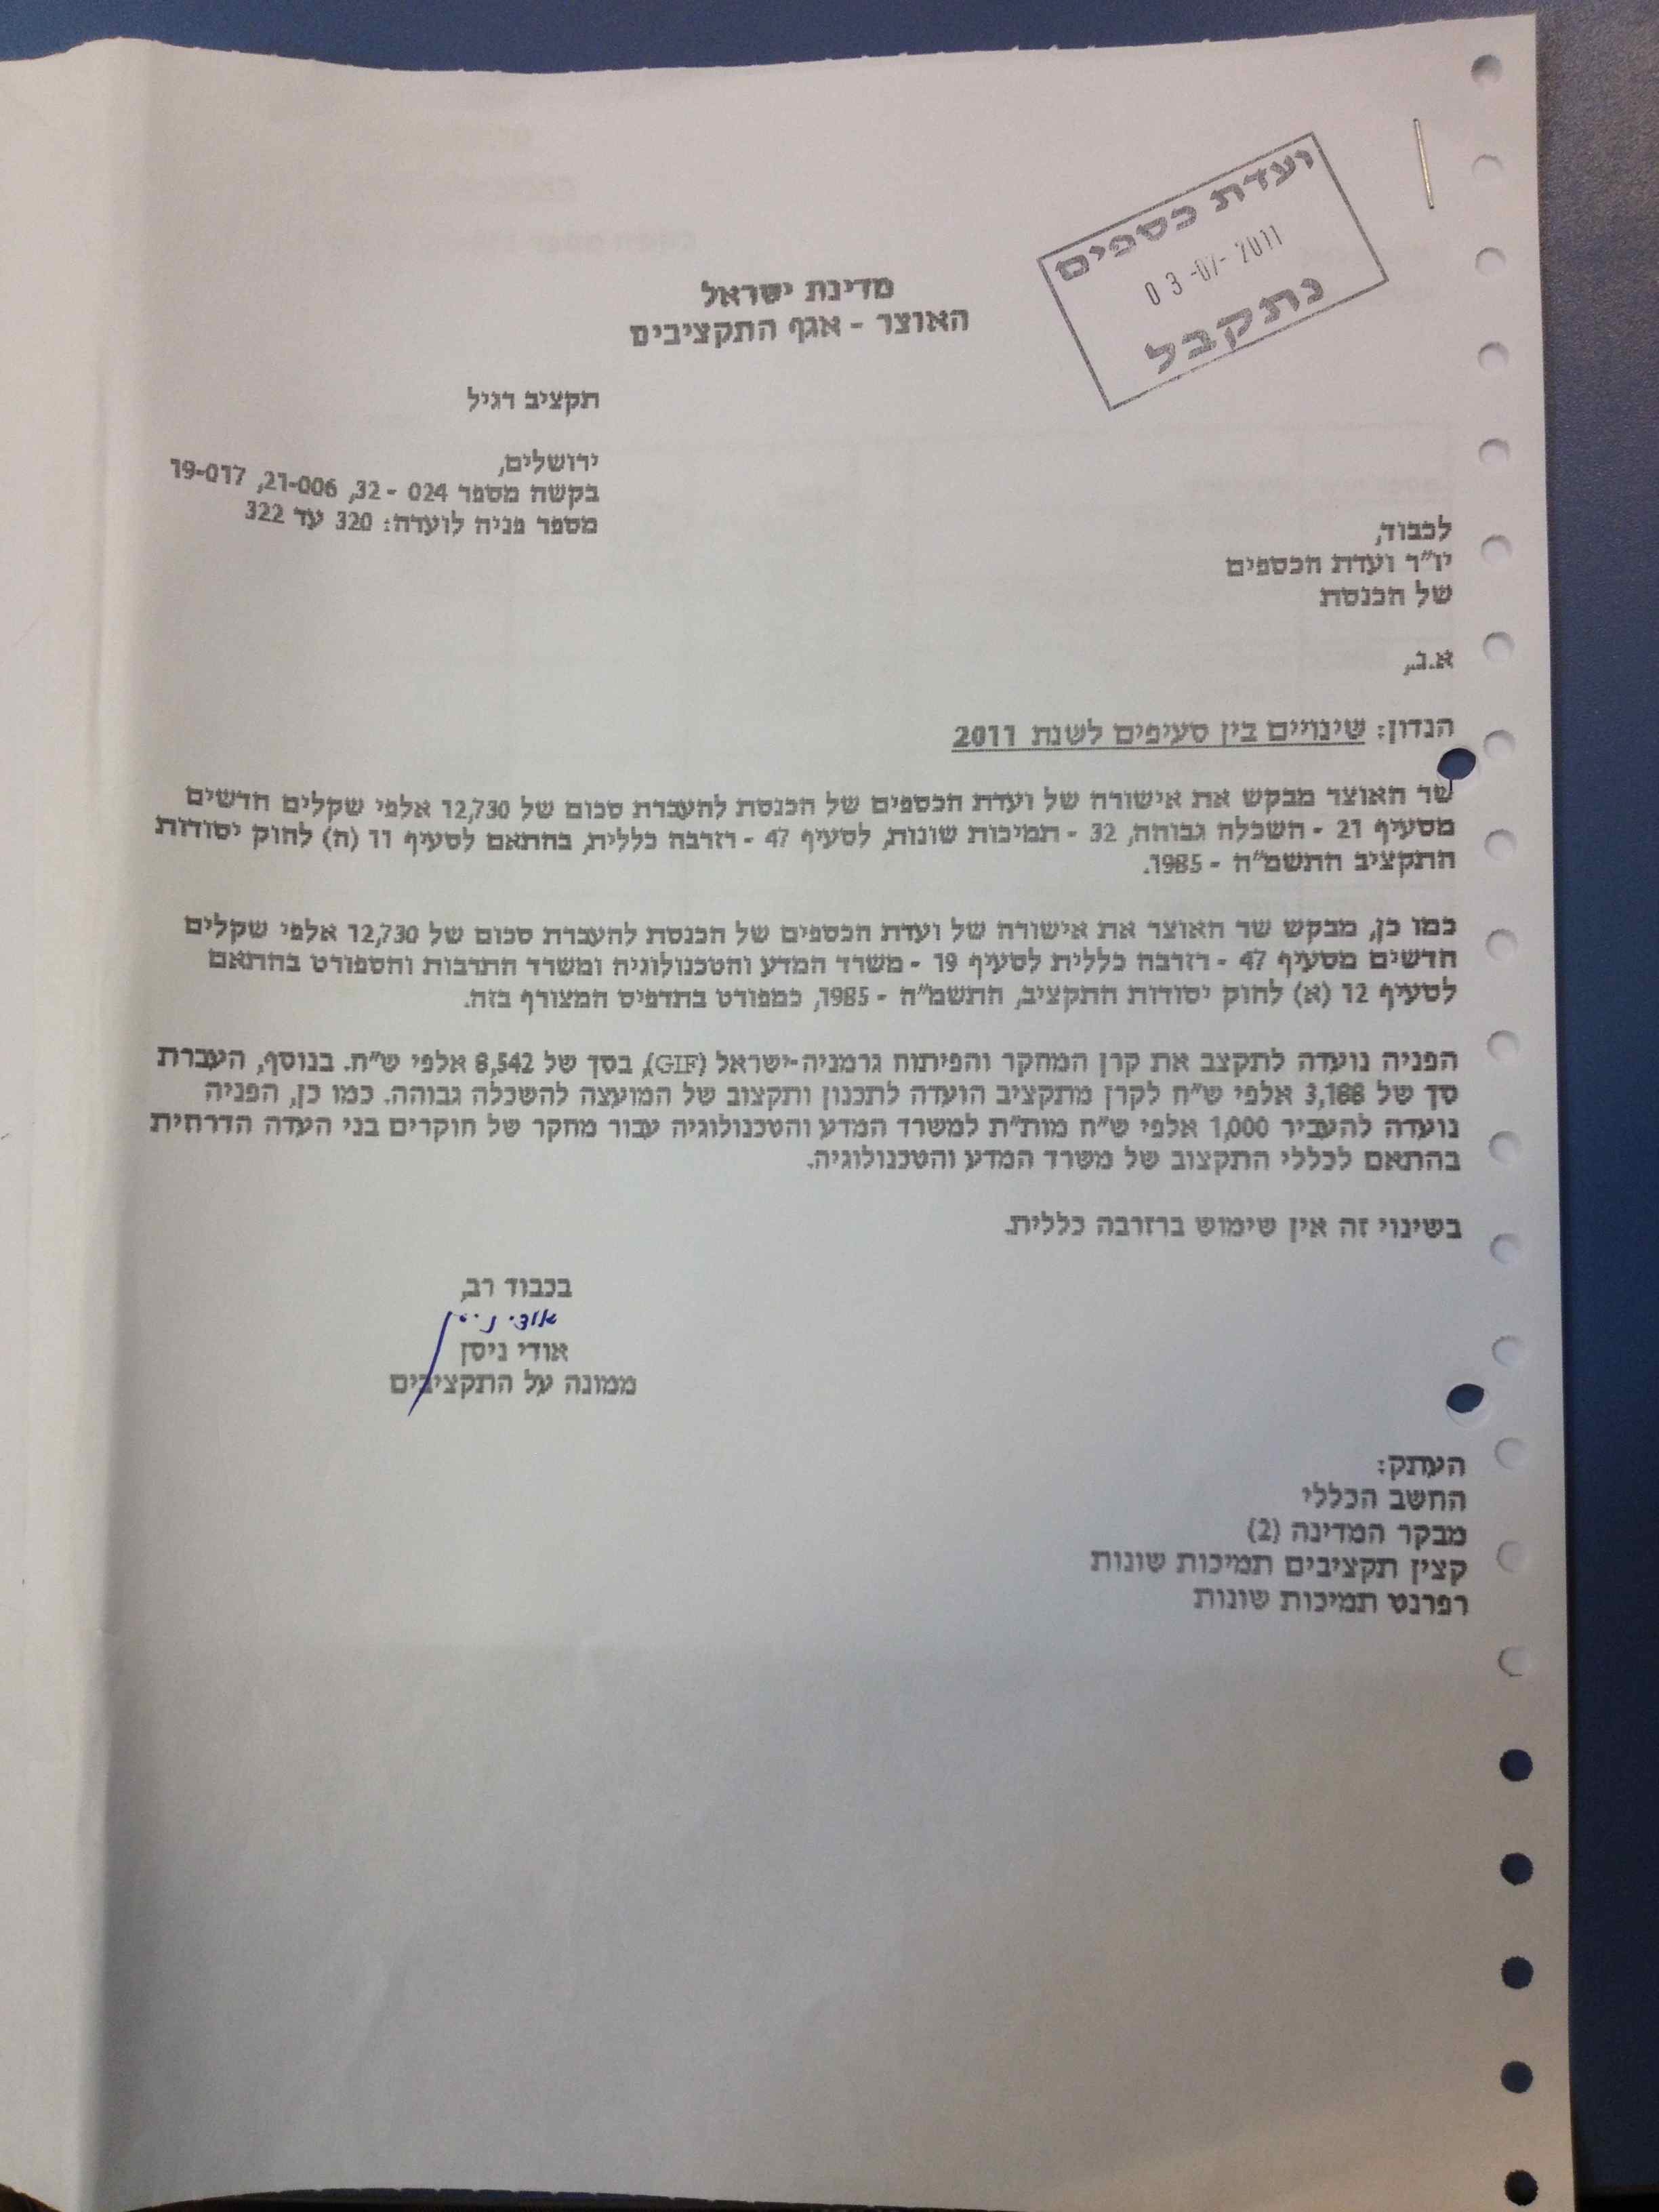 ועדת כספים
03-07-2011
נתקבל
מדינת ישראל
האוצר - אגף התקציבים
תקציב רגיל
ירושלים,
בקשה מספר 024 - 32, 21-006, 19-017
מספר פניה לועדה: 320 עד 322
לכבוד,
יו"ר ועדת הכספים
של הכנסת
א.נ.,
הנדון: שינויים בין סעיפים לשנת 2011
שר האוצר מבקש את אישורה של ועדת הכספים של הכנסת להעברת סכום של 12,730 אלפי שקלים חדשים
מסעיף 21 - השכלה גבוהה, 32 - תמיכות שונות, לסעיף 47 - רזרבה כללית, בהתאם לסעיף 11 (ה) לחוק יסודות
התקציב התשמ"ה - 1985.
כמו כן, מבקש שר האוצר את אישורה של ועדת הכספים של הכנסת להעברת סכום של 12,730 אלפי שקלים
חדשים מסעיף 47 - רזרבה כללית לסעיף 19 - משרד המדע והטכנולוגיה ומשרד התרבות והספורט בהתאם
לסעיף 12 (א) לחוק יסודות התקציב, התשמ"ה - 1985, כמפורט בתדפיס המצורף בזה.
הפניה נועדה לתקצב את קרן המחקר והפיתוח גרמניה-ישראל (GIF), בסך של 8,542 אלפי ש"ח. בנוסף, העברת
סך של 3,188 אלפי ש"ח לקרן מתקציב הועדה לתכנון ותקצוב של המועצה להשכלה גבוהה. כמו כן, הפניה
נועדה להעביר 1,000 אלפי ש"ח מות"ת למשרד המדע והטכנולוגיה עבור מחקר של חוקרים בני העדה הדרוזית
בהתאם לכללי התקצוב של משרד המדע והטכנולוגיה.
בשינוי זה אין שימוש ברזרבה כללית.
בכבוד רב,
אודי ניסן
אודי ניסן
ממונה על התקציבים
העתק:
החשב הכללי
מבקר המדינה (2)
קצין תקציבים תמיכות שונות
רפרנט תמיכות שונות